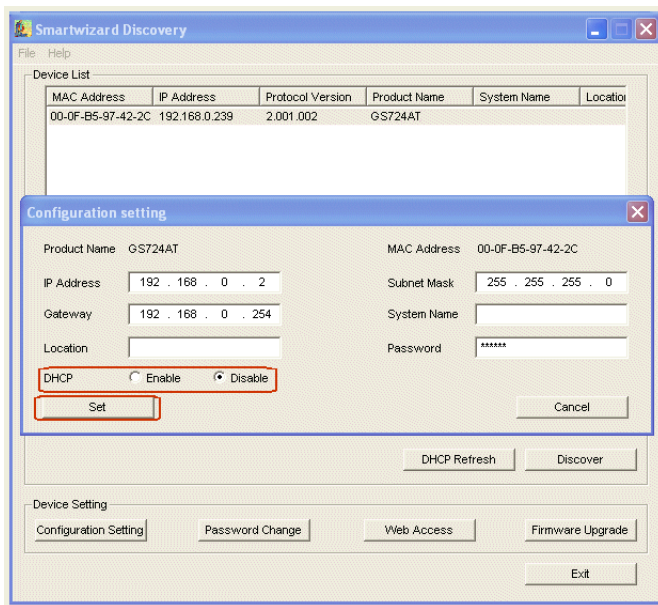 Smartwizard Discovery
File Help
Device List
MAC Address IP Address Protocol Version Product Name System Name Location
00-0F-B5-97-42-2C 192.168.0.239 2.001.002 GS724AT
Configuration setting
Product Name GS724AT MAC Address 00-0F-B5-97-42-2C
IP Address 192 . 168 . 0 . 2 Subnet Mask 255 . 255 . 255 . 0
Gateway 192 . 168 . 0 . 254 System Name
Location Password ******
DHCP Enable Disable
Set Cancel
DHCP Refresh Discover
Device Setting
Configuration Setting Password Change Web Access Firmware Upgrade
Exit